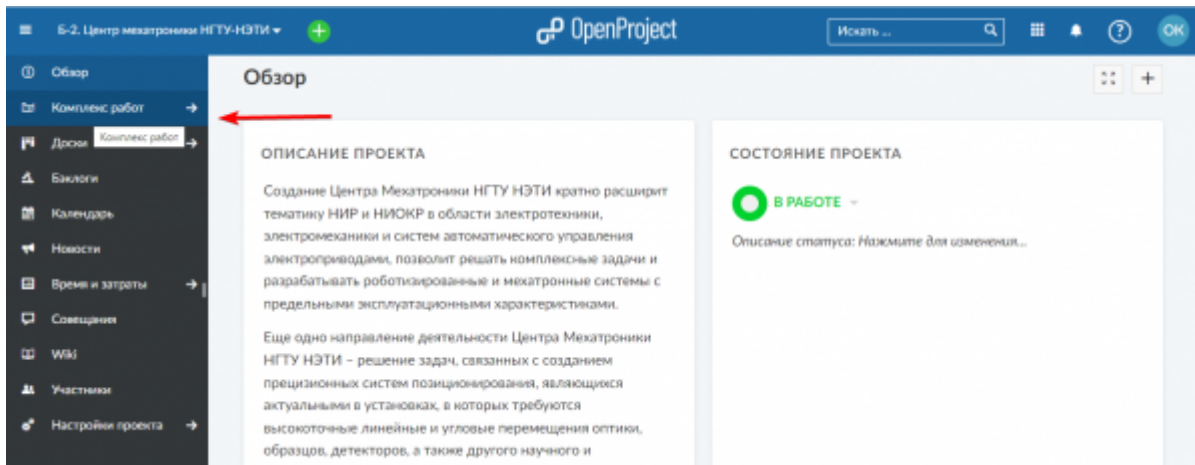 Б-2. Центр мехатроники НГТУ-НЭТИ
OpenProject
Искать ...
ОК
Обзор
Обзор
Комплекс работ
Доски
Комплекс работ
Баклоги
Календарь
Новости
Время и затраты
Совещания
Wiki
Участники
Настройки проекта
ОПИСАНИЕ ПРОЕКТА
Создание Центра Мехатроники НГТУ НЭТИ кратно расширит
тематику НИР и НИОКР в области электротехники,
электромеханики и систем автоматического управления
электроприводами, позволит решать комплексные задачи и
разрабатывать роботизированные и мехатронные системы с
предельными эксплуатационными характеристиками.
Еще одно направление деятельности Центра Мехатроники
НГТУ НЭТИ – решение задач, связанных с созданием
прецизионных систем позиционирования, являющихся
актуальными в установках, в которых требуются
высокоточные линейные и угловые перемещения оптики,
образцов, детекторов, а также другого научного и
СОСТОЯНИЕ ПРОЕКТА
В РАБОТЕ
Описание статуса: Нажмите для изменения...